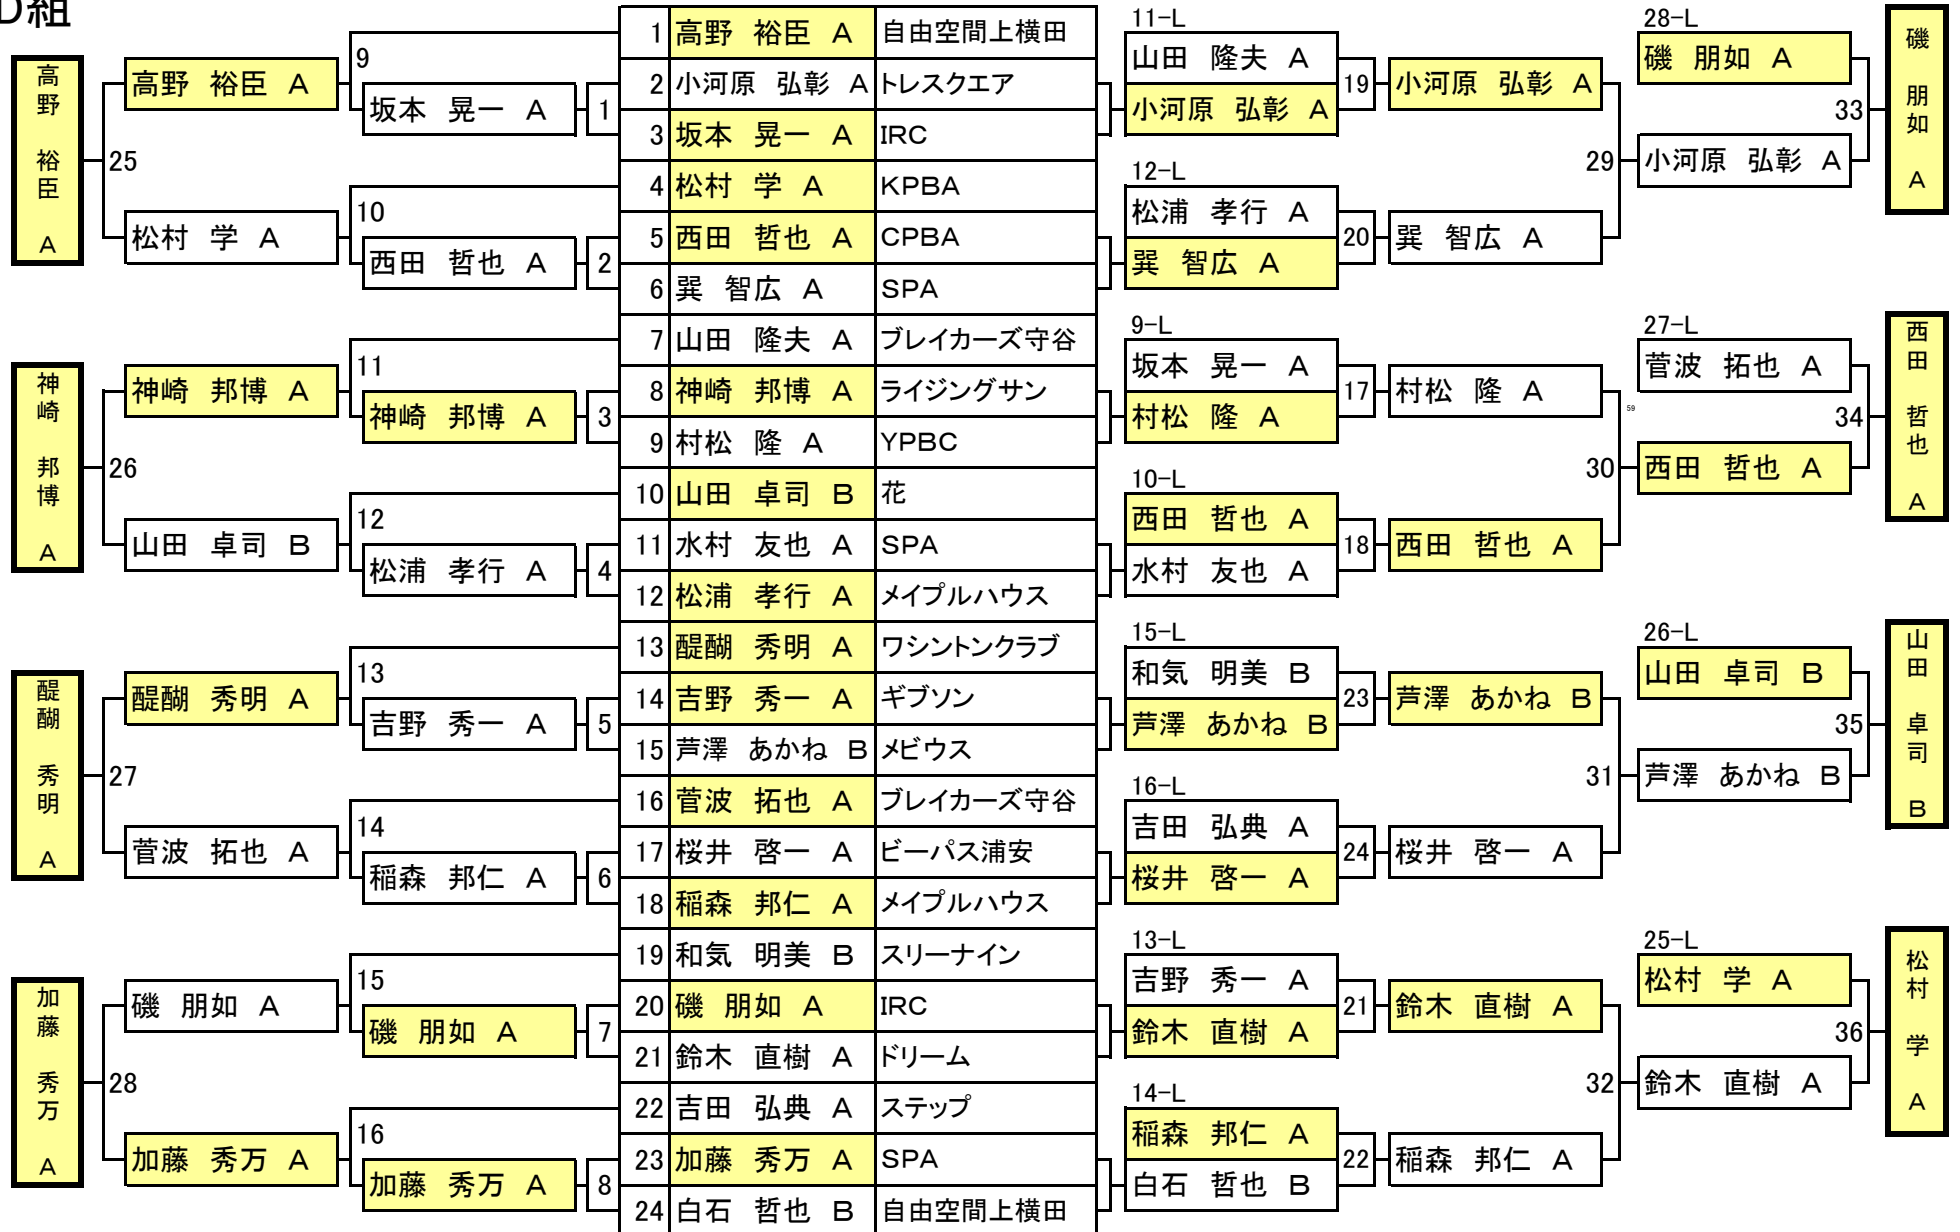 D組
高野 裕臣 A
神崎 邦博 A
醍醐 秀明 A
加藤 秀万 A
25
26
27
28
高野 裕臣 A
松村 学 A
神崎 邦博 A
山田 卓司 B
醍醐 秀明 A
菅波 拓也 A
磯 朋如 A
加藤 秀万 A
9
坂本 晃一 A
1
10
西田 哲也 A
2
11
神崎 邦博 A
3
12
松浦 孝行 A
4
13
吉野 秀一 A
5
14
稲森 邦仁 A
6
15
磯 朋如 A
7
16
加藤 秀万 A
8
1 高野 裕臣 A 自由空間上横田
2 小河原 弘彰 A トレスクエア
3 坂本 晃一 A IRC
4 松村 学 A KPBA
5 西田 哲也 A CPBA
6 巽 智広 A SPA
7 山田 隆夫 A ブレイカーズ守谷
8 神崎 邦博 A ライジングサン
9 村松 隆 A YPBC
10 山田 卓司 B 花
11 水村 友也 A SPA
12 松浦 孝行 A メイプルハウス
13 醍醐 秀明 A ワシントンクラブ
14 吉野 秀一 A ギブソン
15 芦澤 あかね B メビウス
16 菅波 拓也 A ブレイカーズ守谷
17 桜井 啓一 A ビーパス浦安
18 稲森 邦仁 A メイプルハウス
19 和気 明美 B スリーナイン
20 磯 朋如 A IRC
21 鈴木 直樹 A ドリーム
22 吉田 弘典 A ステップ
23 加藤 秀万 A SPA
24 白石 哲也 B 自由空間上横田
11-L
山田 隆夫 A
小河原 弘彰 A
19
12-L
松浦 孝行 A
巽 智広 A
20
9-L
坂本 晃一 A
村松 隆 A
17
10-L
西田 哲也 A
水村 友也 A
18
15-L
和気 明美 B
芦澤 あかね B
23
16-L
吉田 弘典 A
桜井 啓一 A
24
13-L
吉野 秀一 A
鈴木 直樹 A
21
14-L
稲森 邦仁 A
白石 哲也 B
22
小河原 弘彰 A
巽 智広 A
29
村松 隆 A
西田 哲也 A
59
30
芦澤 あかね B
桜井 啓一 A
31
鈴木 直樹 A
稲森 邦仁 A
32
28-L
磯 朋如 A
小河原 弘彰 A
33
27-L
菅波 拓也 A
西田 哲也 A
34
26-L
山田 卓司 B
芦澤 あかね B
35
25-L
松村 学 A
鈴木 直樹 A
36
磯 朋如 A
西田 哲也 A
山田 卓司 B
松村 学 A